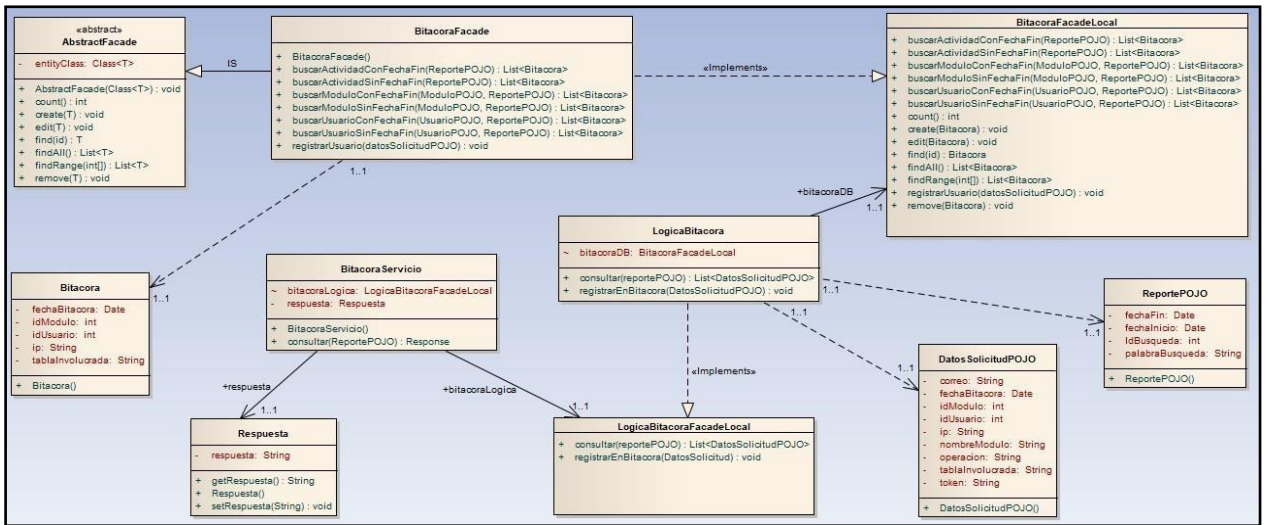 «abstract»
AbstractFacade
- entityClass: Class<T>
+ AbstractFacade(Class<T>) : void
+ count() : int
+ create(T) : void
+ edit(T) : void
+ find(id) : T
+ findAll() : List<T>
+ findRange(int[]) : List<T>
+ remove(T) : void
IS
BitacoraFacade
+ BitacoraFacade()
+ buscarActividadConFechaFin(ReportePOJO) : List<Bitacora>
+ buscarActividadSinFechaFin(ReportePOJO) : List<Bitacora>
+ buscarModuloConFechaFin(ModuloPOJO, ReportePOJO) : List<Bitacora>
+ buscarModuloSinFechaFin(ModuloPOJO, ReportePOJO) : List<Bitacora>
+ buscarUsuarioConFechaFin(UsuarioPOJO, ReportePOJO) : List<Bitacora>
+ buscarUsuarioSinFechaFin(UsuarioPOJO, ReportePOJO) : List<Bitacora>
+ registrarUsuario(datosSolicitudPOJO) : void
«Implements»
BitacoraFacadeLocal
+ buscarActividadConFechaFin(ReportePOJO) : List<Bitacora>
+ buscarActividadSinFechaFin(ReportePOJO) : List<Bitacora>
+ buscarModuloConFechaFin(ModuloPOJO, ReportePOJO) : List<Bitacora>
+ buscarModuloSinFechaFin(ModuloPOJO, ReportePOJO) : List<Bitacora>
+ buscarUsuarioConFechaFin(UsuarioPOJO, ReportePOJO) : List<Bitacora>
+ buscarUsuarioSinFechaFin(UsuarioPOJO, ReportePOJO) : List<Bitacora>
+ count() : int
+ create(Bitacora) : void
+ edit(Bitacora) : void
+ find(id) : Bitacora
+ findAll() : List<Bitacora>
+ findRange(int[]) : List<Bitacora>
+ registrarUsuario(datosSolicitudPOJO) : void
+ remove(Bitacora) : void
1..1
1..1
+bitacoraDB
1..1
LogicaBitacora
~ bitacoraDB: BitacoraFacadeLocal
+ consultar(reportePOJO) : List<DatosSolicitudPOJO>
+ registrarEnBitacora(DatosSolicitudPOJO) : void
1..1
1..1
1..1
1..1
Bitacora
- fechaBitacora: Date
- idModulo: int
- idUsuario: int
- ip: String
- tablaInvolucrada: String
+ Bitacora()
BitacoraServicio
~ bitacoraLogica: LogicaBitacoraFacadeLocal
- respuesta: Respuesta
+ BitacoraServicio()
+ consultar(ReportePOJO) : Response
+respuesta
1..1
+bitacoraLogica
1..1
«Implements»
ReportePOJO
- fechaFin: Date
- fechaInicio: Date
- IdBusqueda: int
- palabraBusqueda: String
+ ReportePOJO()
DatosSolicitudPOJO
- correo: String
- fechaBitacora: Date
- idModulo: int
- idUsuario: int
- ip: String
- nombreModulo: String
- operacion: String
- tablaInvolucrada: String
- token: String
+ DatosSolicitudPOJO()
Respuesta
- respuesta: String
+ getRespuesta() : String
+ Respuesta()
+ setRespuesta(String) : void
LogicaBitacoraFacadeLocal
+ consultar(reportePOJO) : List<DatosSolicitudPOJO>
+ registrarEnBitacora(DatosSolicitud) : void